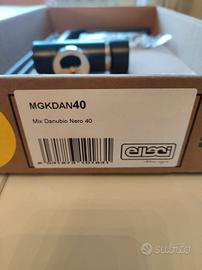 MGKDAN40
Mix Danubio Nero 40
elleci
subito